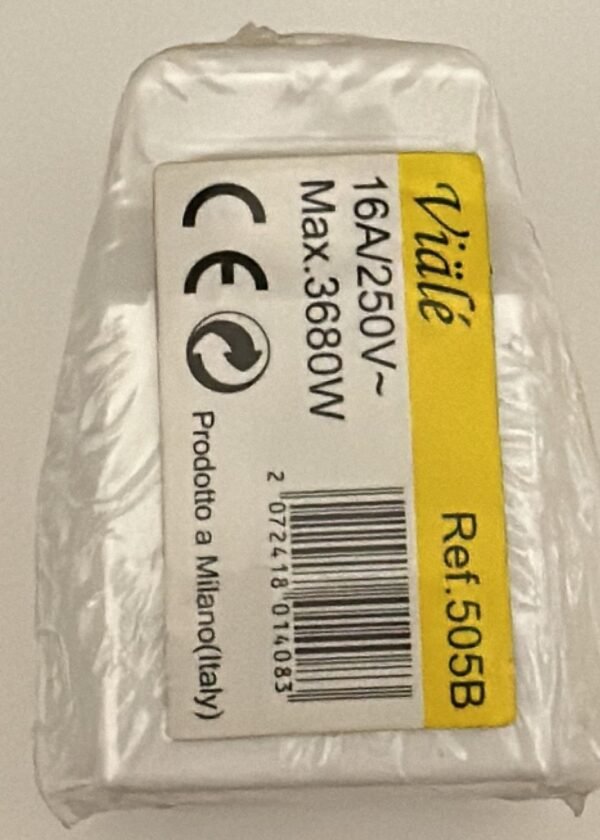 Viälé Ref.505B
16A/250V~
Max.3680W
2 072418 014083
CE
Prodotto a Milano(Italy)